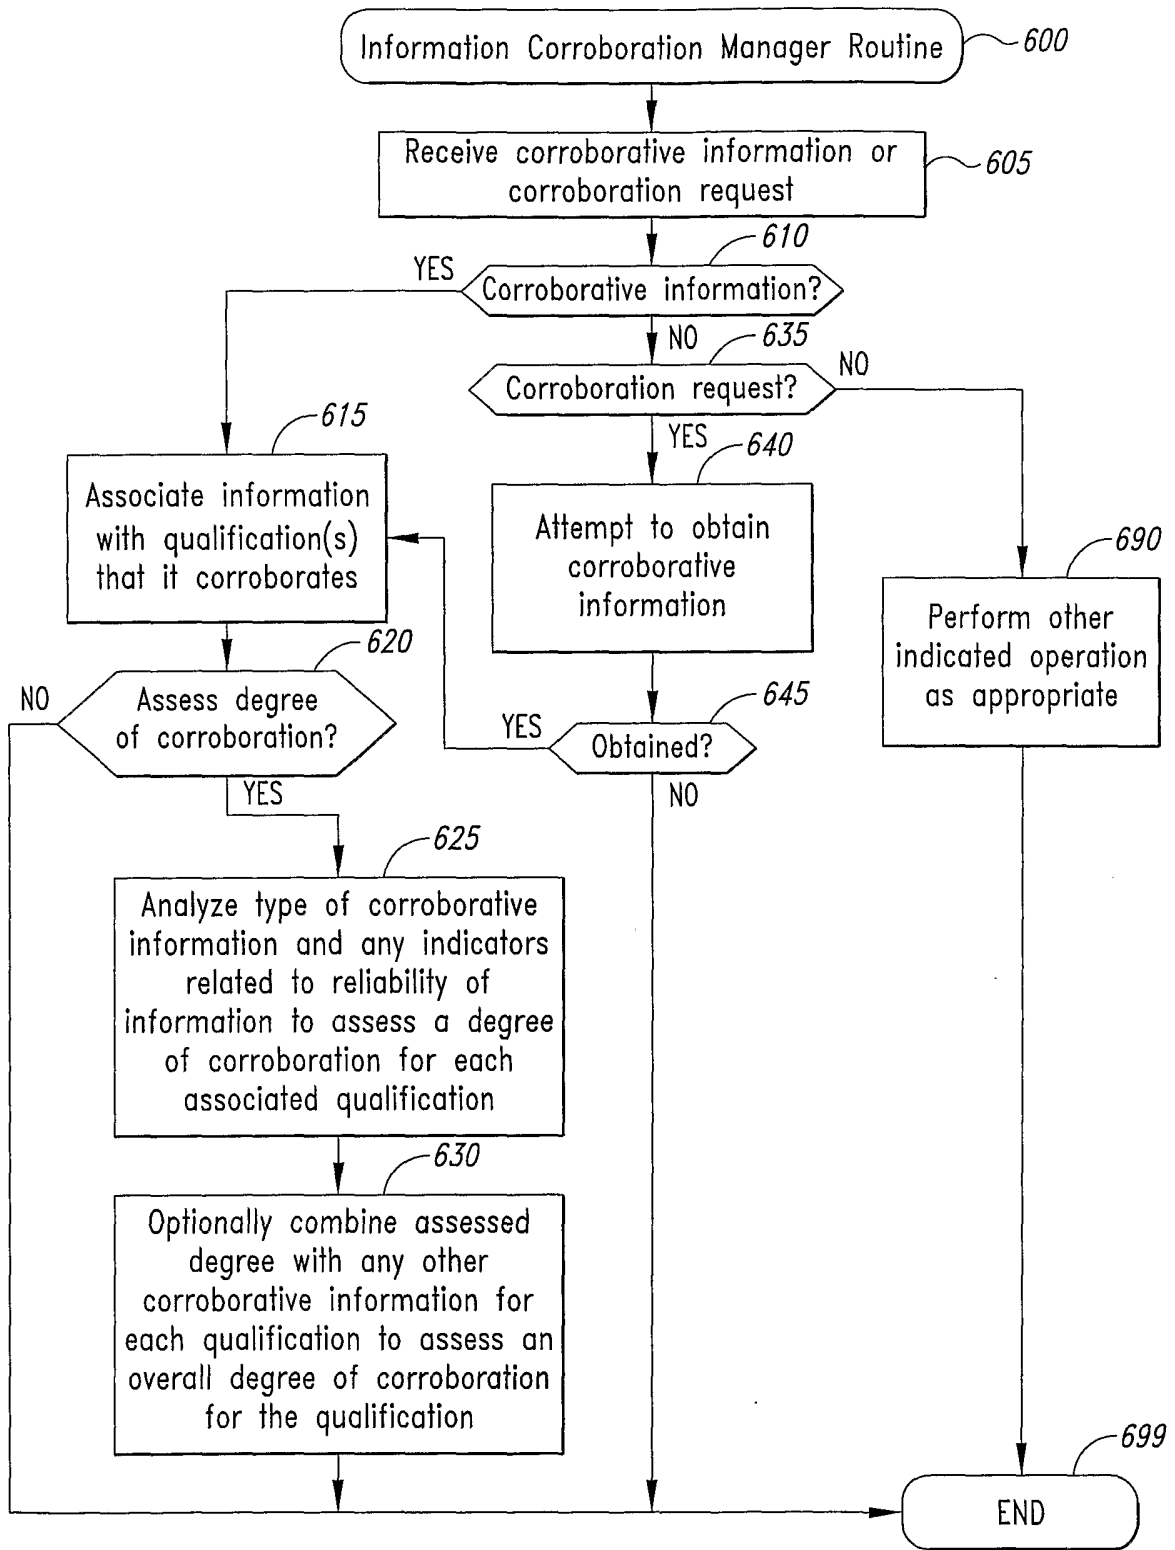 Information Corroboration Manager Routine
600
Receive corroborative information or
corroboration request
605
610
YES
Corroborative information?
NO
635
Corroboration request?
NO
YES
615
Associate information
with qualification(s)
that it corroborates
640
Attempt to obtain
corroborative
information
690
Perform other
indicated operation
as appropriate
620
NO
Assess degree
of corroboration?
YES
645
YES
Obtained?
NO
625
Analyze type of corroborative
information and any indicators
related to reliability of
information to assess a degree
of corroboration for each
associated qualification
630
Optionally combine assessed
degree with any other
corroborative information for
each qualification to assess an
overall degree of corroboration
for the qualification
699
END